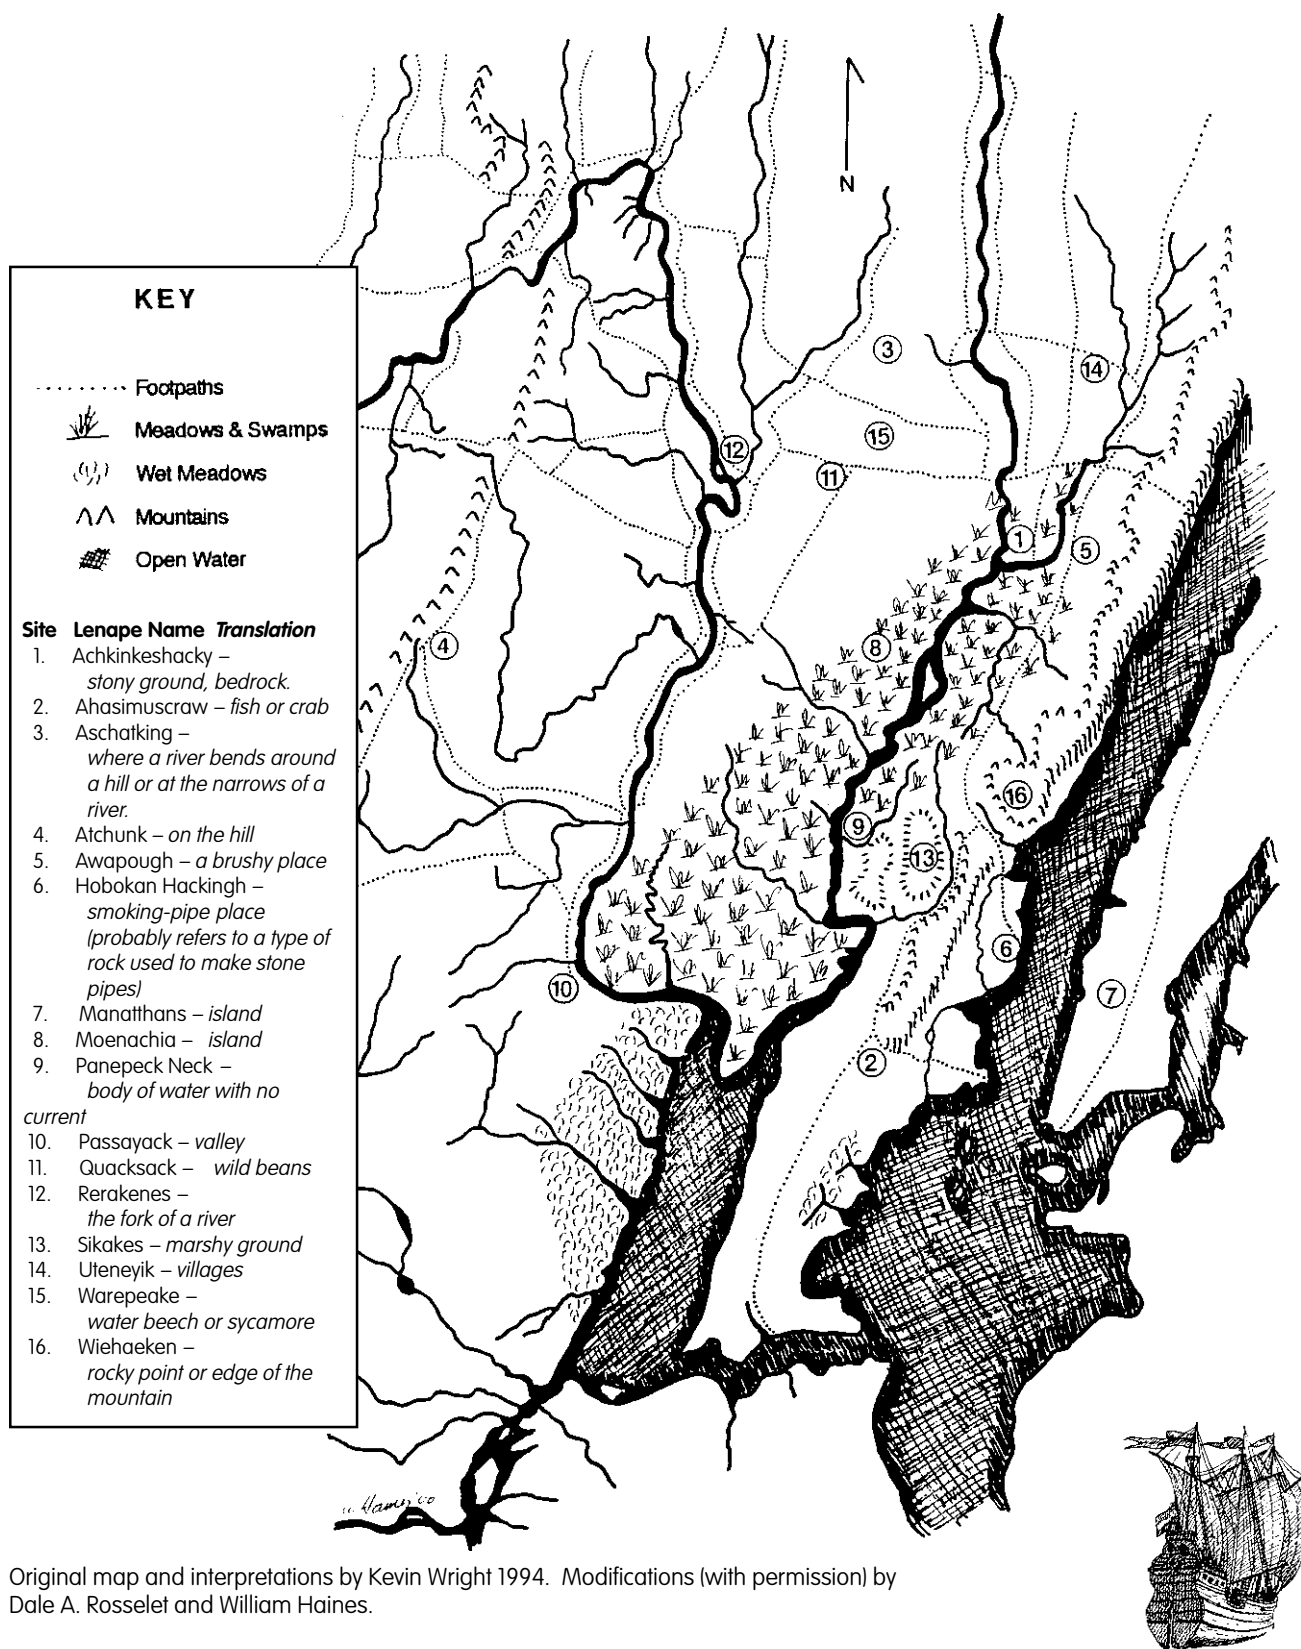 KEY
Footpaths
Meadows & Swamps
Wet Meadows
Mountains
Open Water
Site Lenape Name Translation
1. Achkinkeshacky –
stony ground, bedrock.
2. Ahasimuscraw – fish or crab
3. Aschatking –
where a river bends around
a hill or at the narrows of a
river.
4. Atchunk – on the hill
5. Awapough – a brushy place
6. Hobokan Hackingh –
smoking-pipe place
(probably refers to a type of
rock used to make stone
pipes)
7. Manatthans – island
8. Moenachia – island
9. Panepeck Neck –
body of water with no
current
10. Passayack – valley
11. Quacksack – wild beans
12. Rerakenes –
the fork of a river
13. Sikakes – marshy ground
14. Uteneyik – villages
15. Warepeake –
water beech or sycamore
16. Wiehaeken –
rocky point or edge of the
mountain
N
3
14
15
12
11
1
5
4
8
16
9
13
6
10
7
2
Original map and interpretations by Kevin Wright 1994. Modifications (with permission) by
Dale A. Rosselet and William Haines.